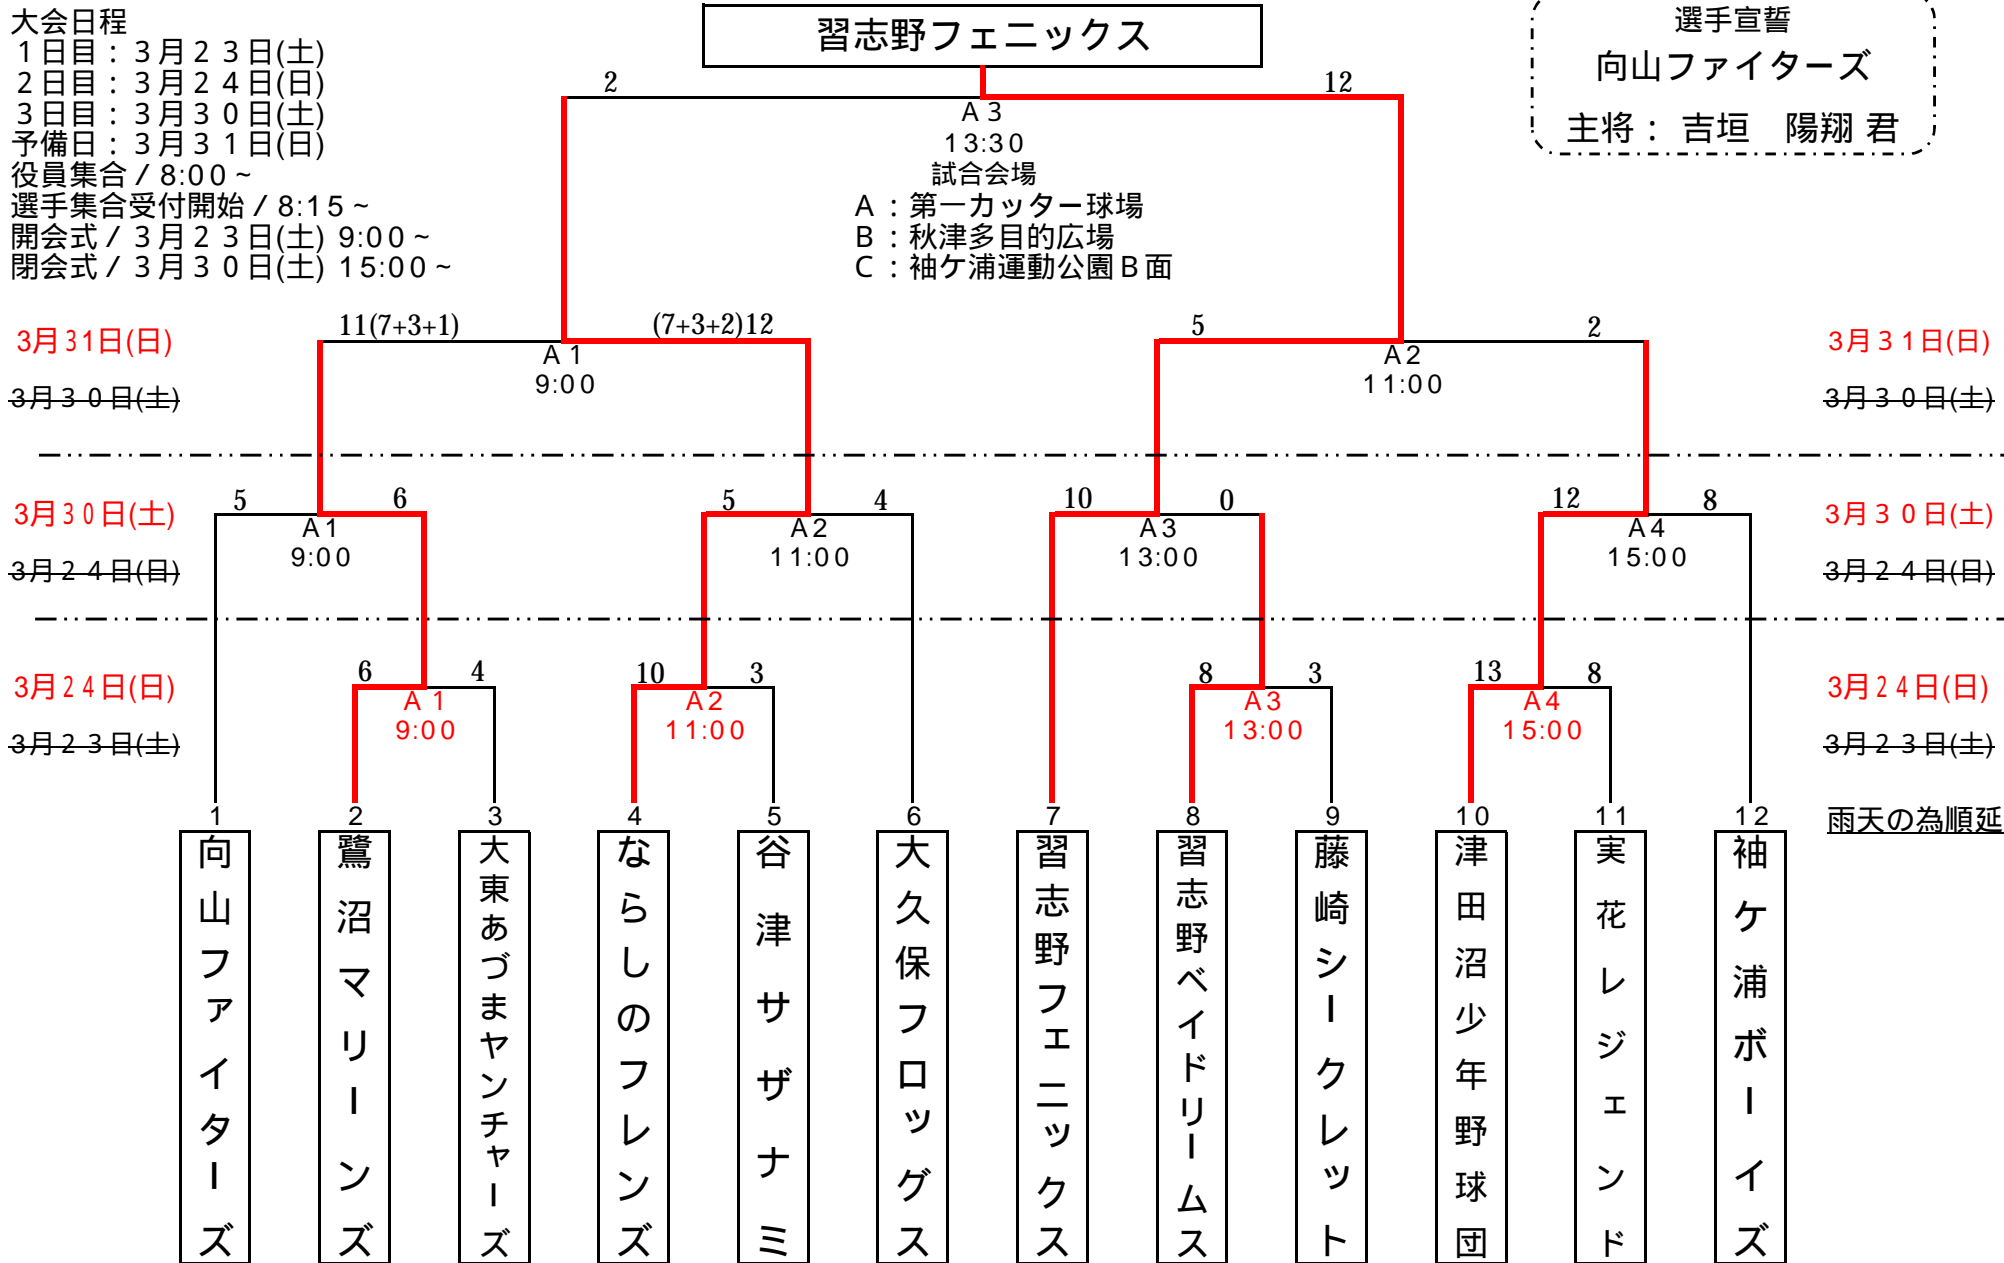 大会日程
1日目：3月23日(土)
2日目：3月24日(日)
3日目：3月30日(土)
予備日：3月31日(日)
役員集合/8:00~
選手集合受付開始/8:15~
開会式/3月23日(土) 9:00~
閉会式/3月30日(土) 15:00~
習志野フェニックス
選手宣誓
向山ファイターズ
主将： 吉垣　陽翔 君
2
12
A3
13:30
試合会場
A：第一カッター球場
B：秋津多目的広場
C：袖ケ浦運動公園B面
3月31日(日)
3月30日(土)
11(7+3+1)
(7+3+2)12
A1
9:00
5
2
A2
11:00
3月31日(日)
3月30日(土)
3月30日(土)
3月24日(日)
5
6
A1
9:00
5
4
A2
11:00
10
0
A3
13:00
12
8
A4
15:00
3月30日(土)
3月24日(日)
3月24日(日)
3月23日(土)
6
4
A1
9:00
10
3
A2
11:00
8
3
A3
13:00
13
8
A4
15:00
3月24日(日)
3月23日(土)
雨天の為順延
1
向山ファイターズ
2
鷺沼マリーンズ
3
大東あづまヤンチャーズ
4
ならしのフレンズ
5
谷津サザナミ
6
大久保フロッグス
7
習志野フェニックス
8
習志野ベイドリームス
9
藤崎シークレット
10
津田沼少年野球団
11
実花レジェンド
12
袖ケ浦ボーイズ